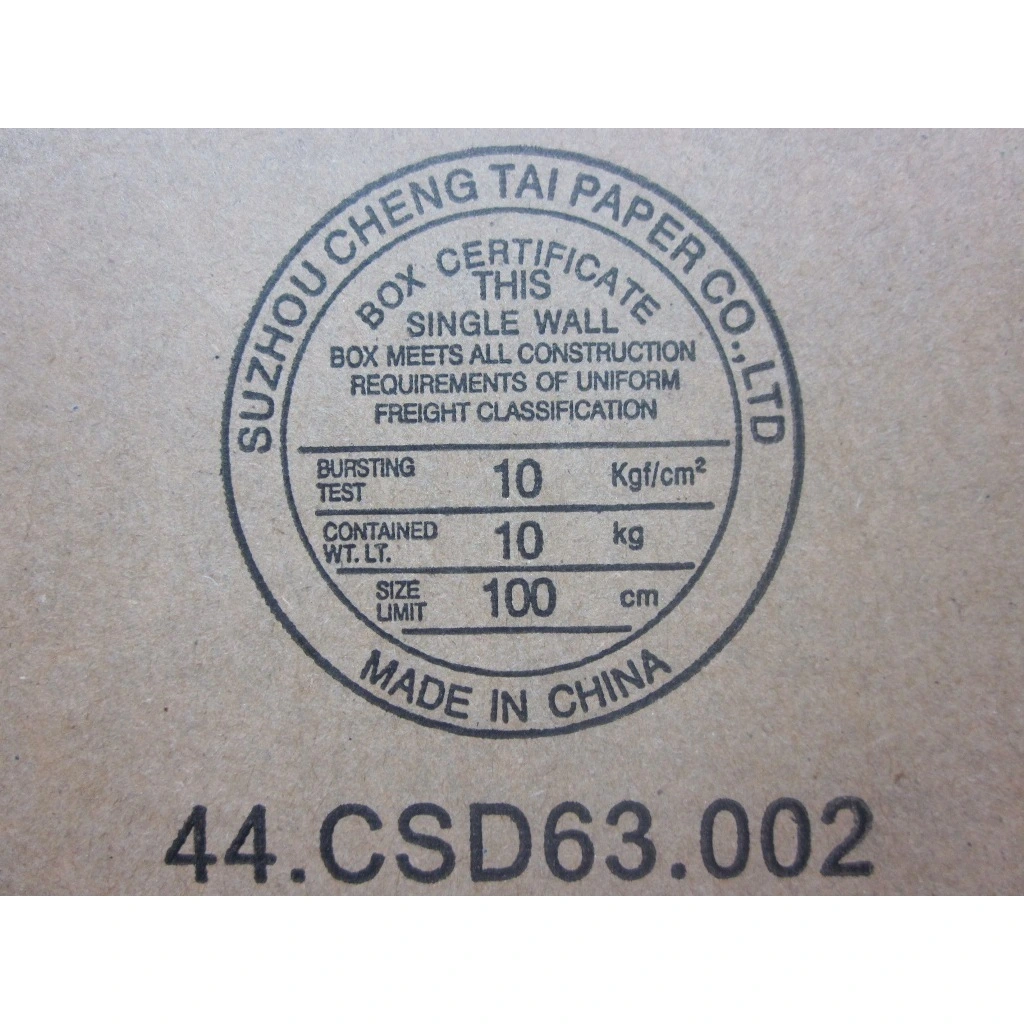 SUZHOU CHENG TAI PAPER CO.,LTD
BOX CERTIFICATE
THIS
SINGLE WALL
BOX MEETS ALL CONSTRUCTION
REQUIREMENTS OF UNIFORM
FREIGHT CLASSIFICATION
BURSTING TEST 10 Kgf/cm²
CONTAINED WT. LT. 10 kg
SIZE LIMIT 100 cm
MADE IN CHINA
44.CSD63.002